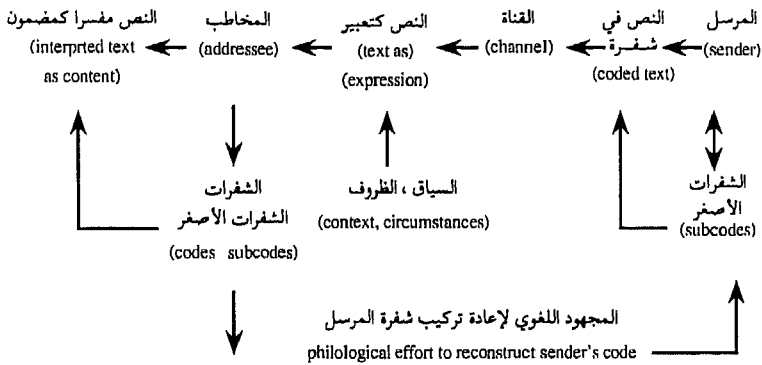 المرسل
(sender)
النص في
شفرة
(coded text)
القناة
(channel)
النص كتعبير
(text as)
(expression)
المخاطب
(addressee)
النص مفسرا كمضمون
(interprted text
as content)
الشفرات
الأصغر
(subcodes)
السياق ، الظروف
(context, circumstances)
الشفرات
الشفرات الأصغر
(codes subcodes)
المجهود اللغوي لإعادة تركيب شفرة المرسل
philological effort to reconstruct sender's code